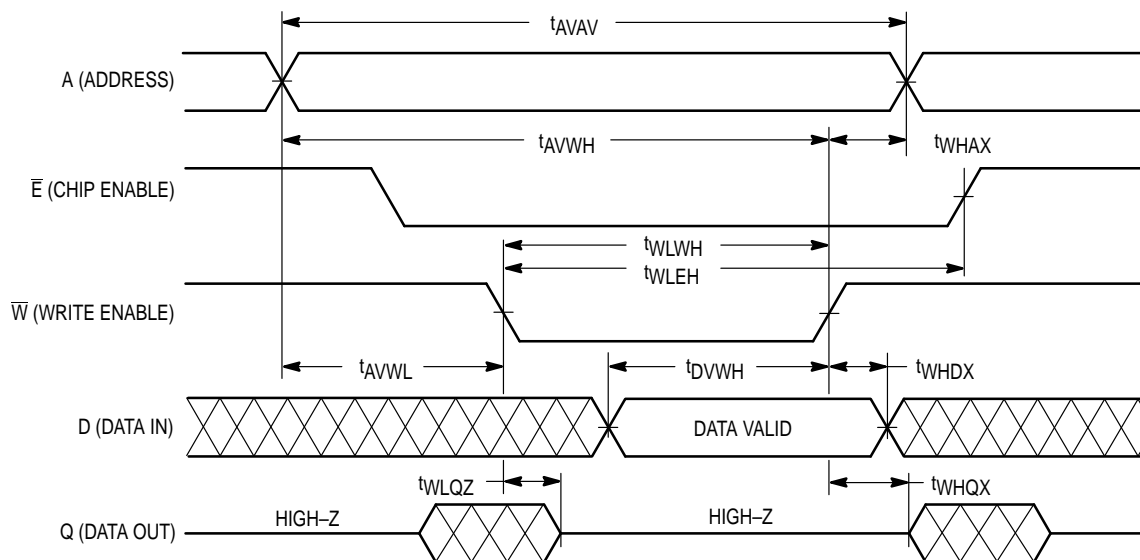 tAVAV
A (ADDRESS)
tAVWH
tWHAX
E̅ (CHIP ENABLE)
tWLWH
tWLEH
W̅ (WRITE ENABLE)
tAVWL
tDVWH
tWHDX
D (DATA IN)
DATA VALID
tWLQZ
tWHQX
Q (DATA OUT)
HIGH–Z
HIGH–Z